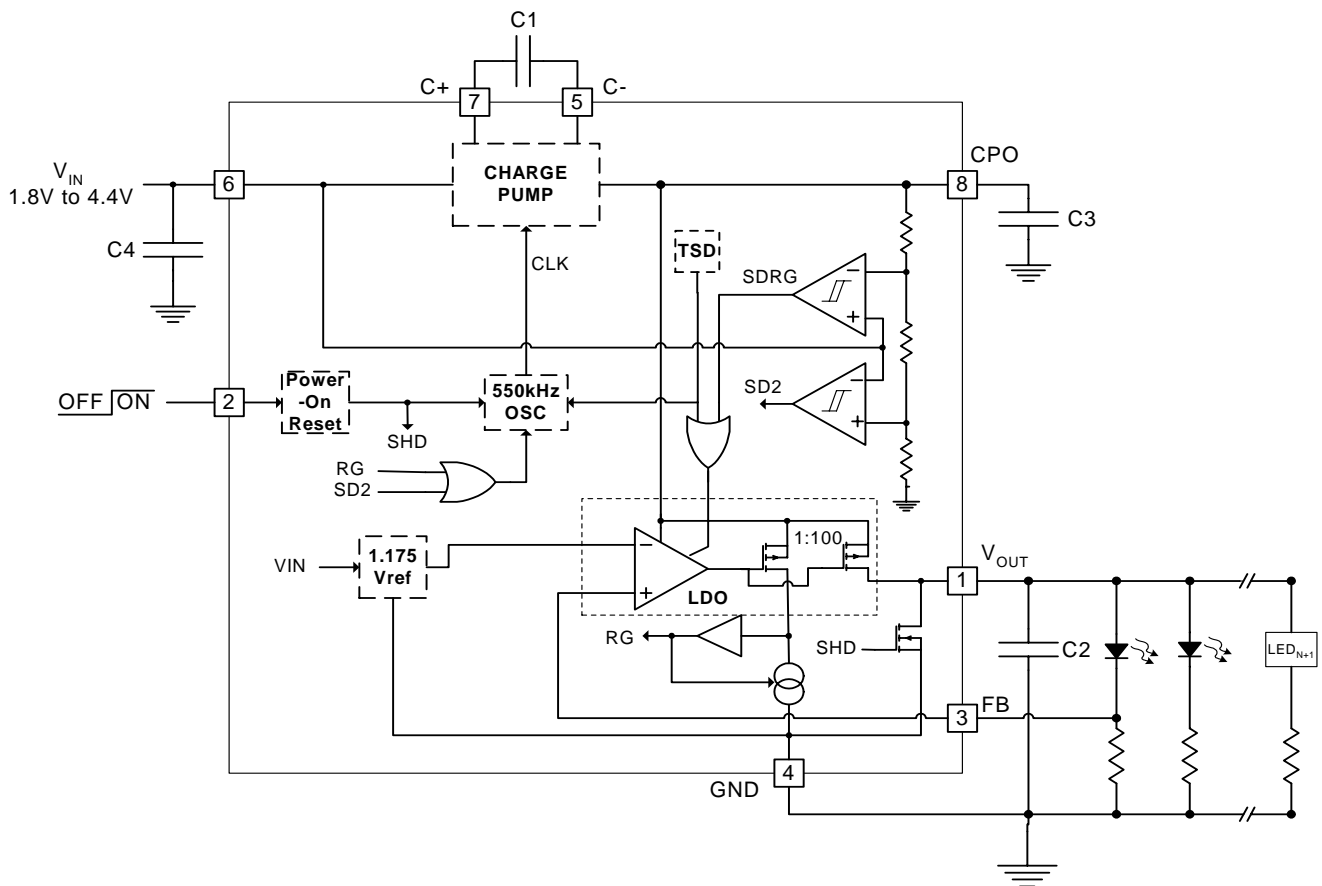 C1
C+
7
5
C-
CHARGE
PUMP
V_IN
1.8V to 4.4V
6
CPO
8
C4
C3
TSD
CLK
SDRG
−
+
OFF ON
2
Power
-On
Reset
550kHz
OSC
SD2
−
+
SHD
RG
SD2
1:100
VIN
1.175
Vref
−
+
LDO
V_OUT
1
RG
SHD
C2
LED_N+1
3
FB
4
GND